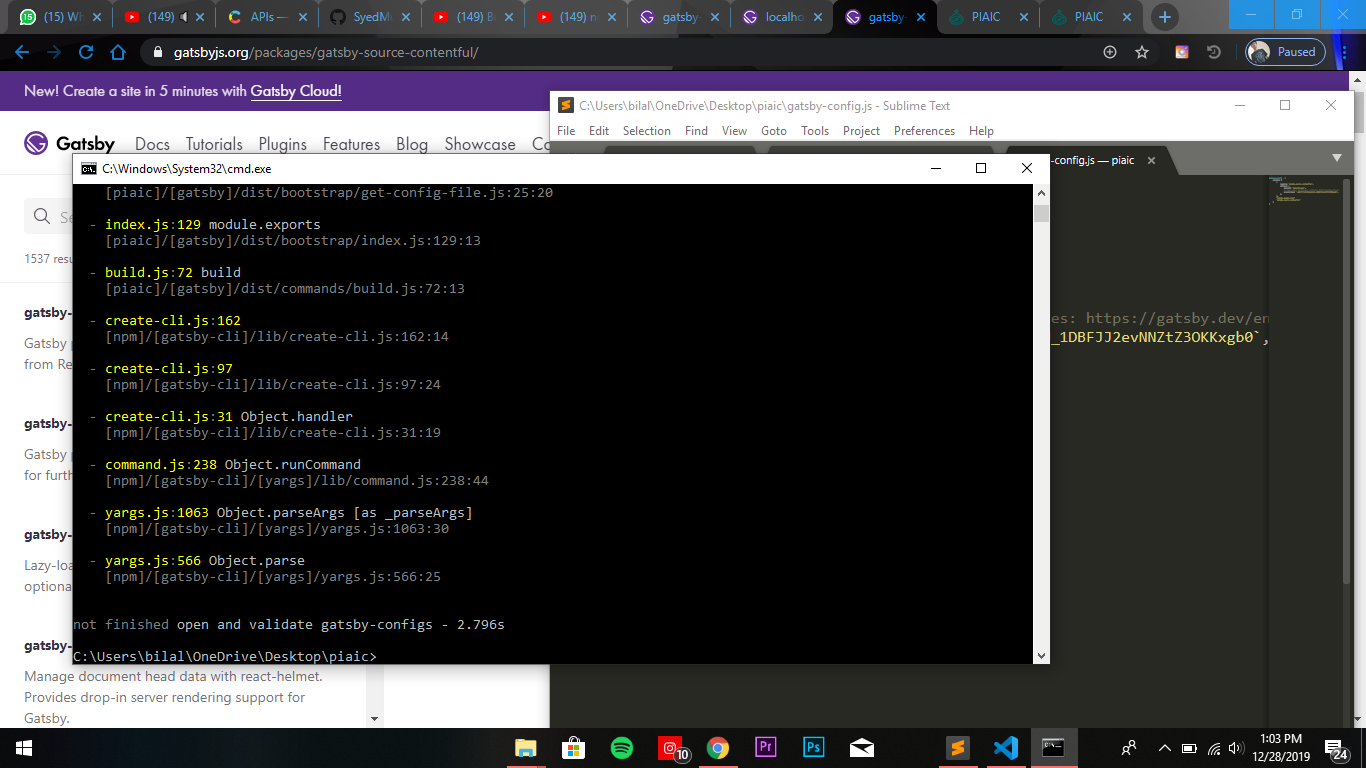 (15) Wh
(149)
APIs —
SyedM
(149) B
(149) n
gatsby-
localho
gatsby-
PIAIC
PIAIC
gatsbyjs.org/packages/gatsby-source-contentful/
Paused
New! Create a site in 5 minutes with Gatsby Cloud!
Gatsby Docs Tutorials Plugins Features Blog Showcase Co
Se
1537 resu
gatsby-
Gatsby p
from Re
gatsby-
Gatsby p
for furth
gatsby-
Lazy-loa
optiona
gatsby-
Manage document head data with react-helmet.
Provides drop-in server rendering support for
Gatsby.
C:\Users\bilal\OneDrive\Desktop\piaic\gatsby-config.js - Sublime Text
File Edit Selection Find View Goto Tools Project Preferences Help
-config.js — piaic
es: https://gatsby.dev/en
_1DBFJJ2evNNZtZ3OKKxgb0`,
C:\Windows\System32\cmd.exe
[piaic]/[gatsby]/dist/bootstrap/get-config-file.js:25:20
- index.js:129 module.exports
[piaic]/[gatsby]/dist/bootstrap/index.js:129:13
- build.js:72 build
[piaic]/[gatsby]/dist/commands/build.js:72:13
- create-cli.js:162
[npm]/[gatsby-cli]/lib/create-cli.js:162:14
- create-cli.js:97
[npm]/[gatsby-cli]/lib/create-cli.js:97:24
- create-cli.js:31 Object.handler
[npm]/[gatsby-cli]/lib/create-cli.js:31:19
- command.js:238 Object.runCommand
[npm]/[gatsby-cli]/[yargs]/lib/command.js:238:44
- yargs.js:1063 Object.parseArgs [as _parseArgs]
[npm]/[gatsby-cli]/[yargs]/yargs.js:1063:30
- yargs.js:566 Object.parse
[npm]/[gatsby-cli]/[yargs]/yargs.js:566:25
not finished open and validate gatsby-configs - 2.796s
C:\Users\bilal\OneDrive\Desktop\piaic>
10
Pr
Ps
1:03 PM
12/28/2019
24